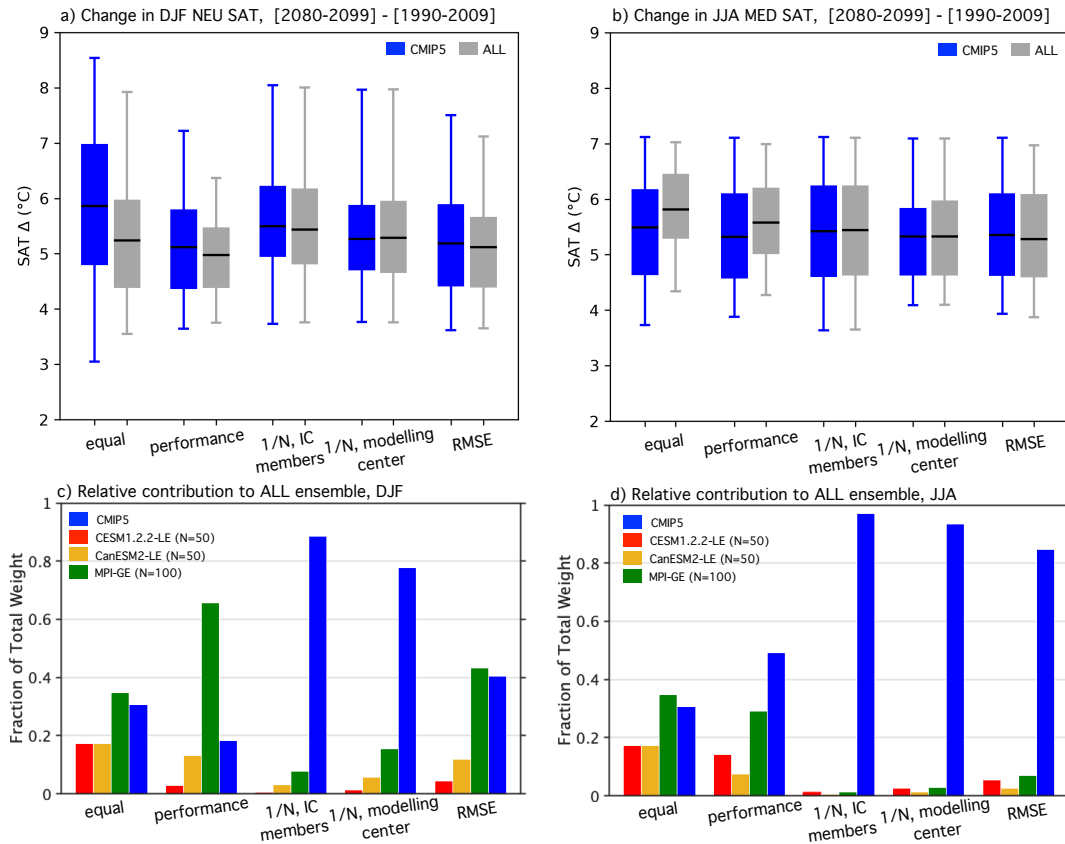 a) Change in DJF NEU SAT, [2080-2099] - [1990-2009]
9
8
7
6
5
4
3
2
SAT Δ (°C)
CMIP5
ALL
equal
performance
1/N, IC
members
1/N, modelling
center
RMSE
b) Change in JJA MED SAT, [2080-2099] - [1990-2009]
9
8
7
6
5
4
3
2
SAT Δ (°C)
CMIP5
ALL
equal
performance
1/N, IC
members
1/N, modelling
center
RMSE
c) Relative contribution to ALL ensemble, DJF
1
0.8
0.6
0.4
0.2
0
Fraction of Total Weight
CMIP5
CESM1.2.2-LE (N=50)
CanESM2-LE (N=50)
MPI-GE (N=100)
equal
performance
1/N, IC
members
1/N, modelling
center
RMSE
d) Relative contribution to ALL ensemble, JJA
1
0.8
0.6
0.4
0.2
0
Fraction of Total Weight
CMIP5
CESM1.2.2-LE (N=50)
CanESM2-LE (N=50)
MPI-GE (N=100)
equal
performance
1/N, IC
members
1/N, modelling
center
RMSE